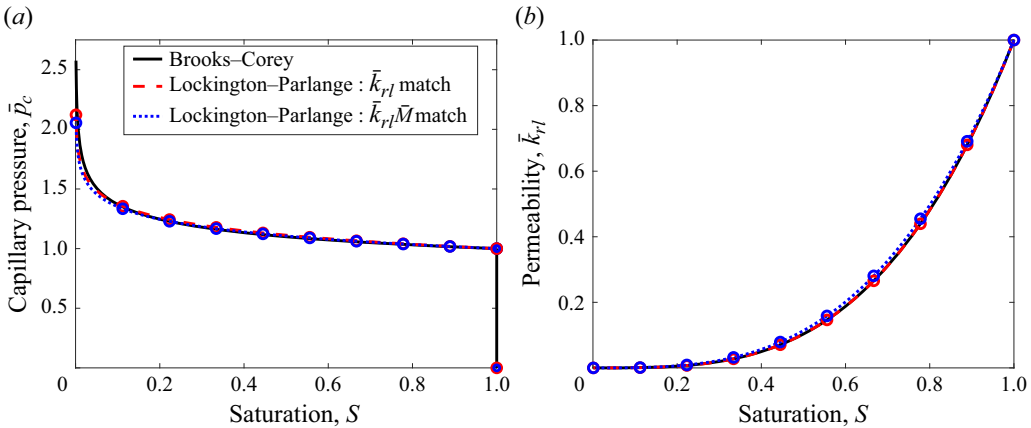 (a)
2.5
2.0
1.5
1.0
0.5
0
0.2
0.4
0.6
0.8
1.0
Capillary pressure, p̄c
Saturation, S
Brooks–Corey
Lockington–Parlange : k̄rl match
Lockington–Parlange : k̄rl M̄ match
(b)
1.0
0.8
0.6
0.4
0.2
0
0.2
0.4
0.6
0.8
1.0
Permeability, k̄rl
Saturation, S